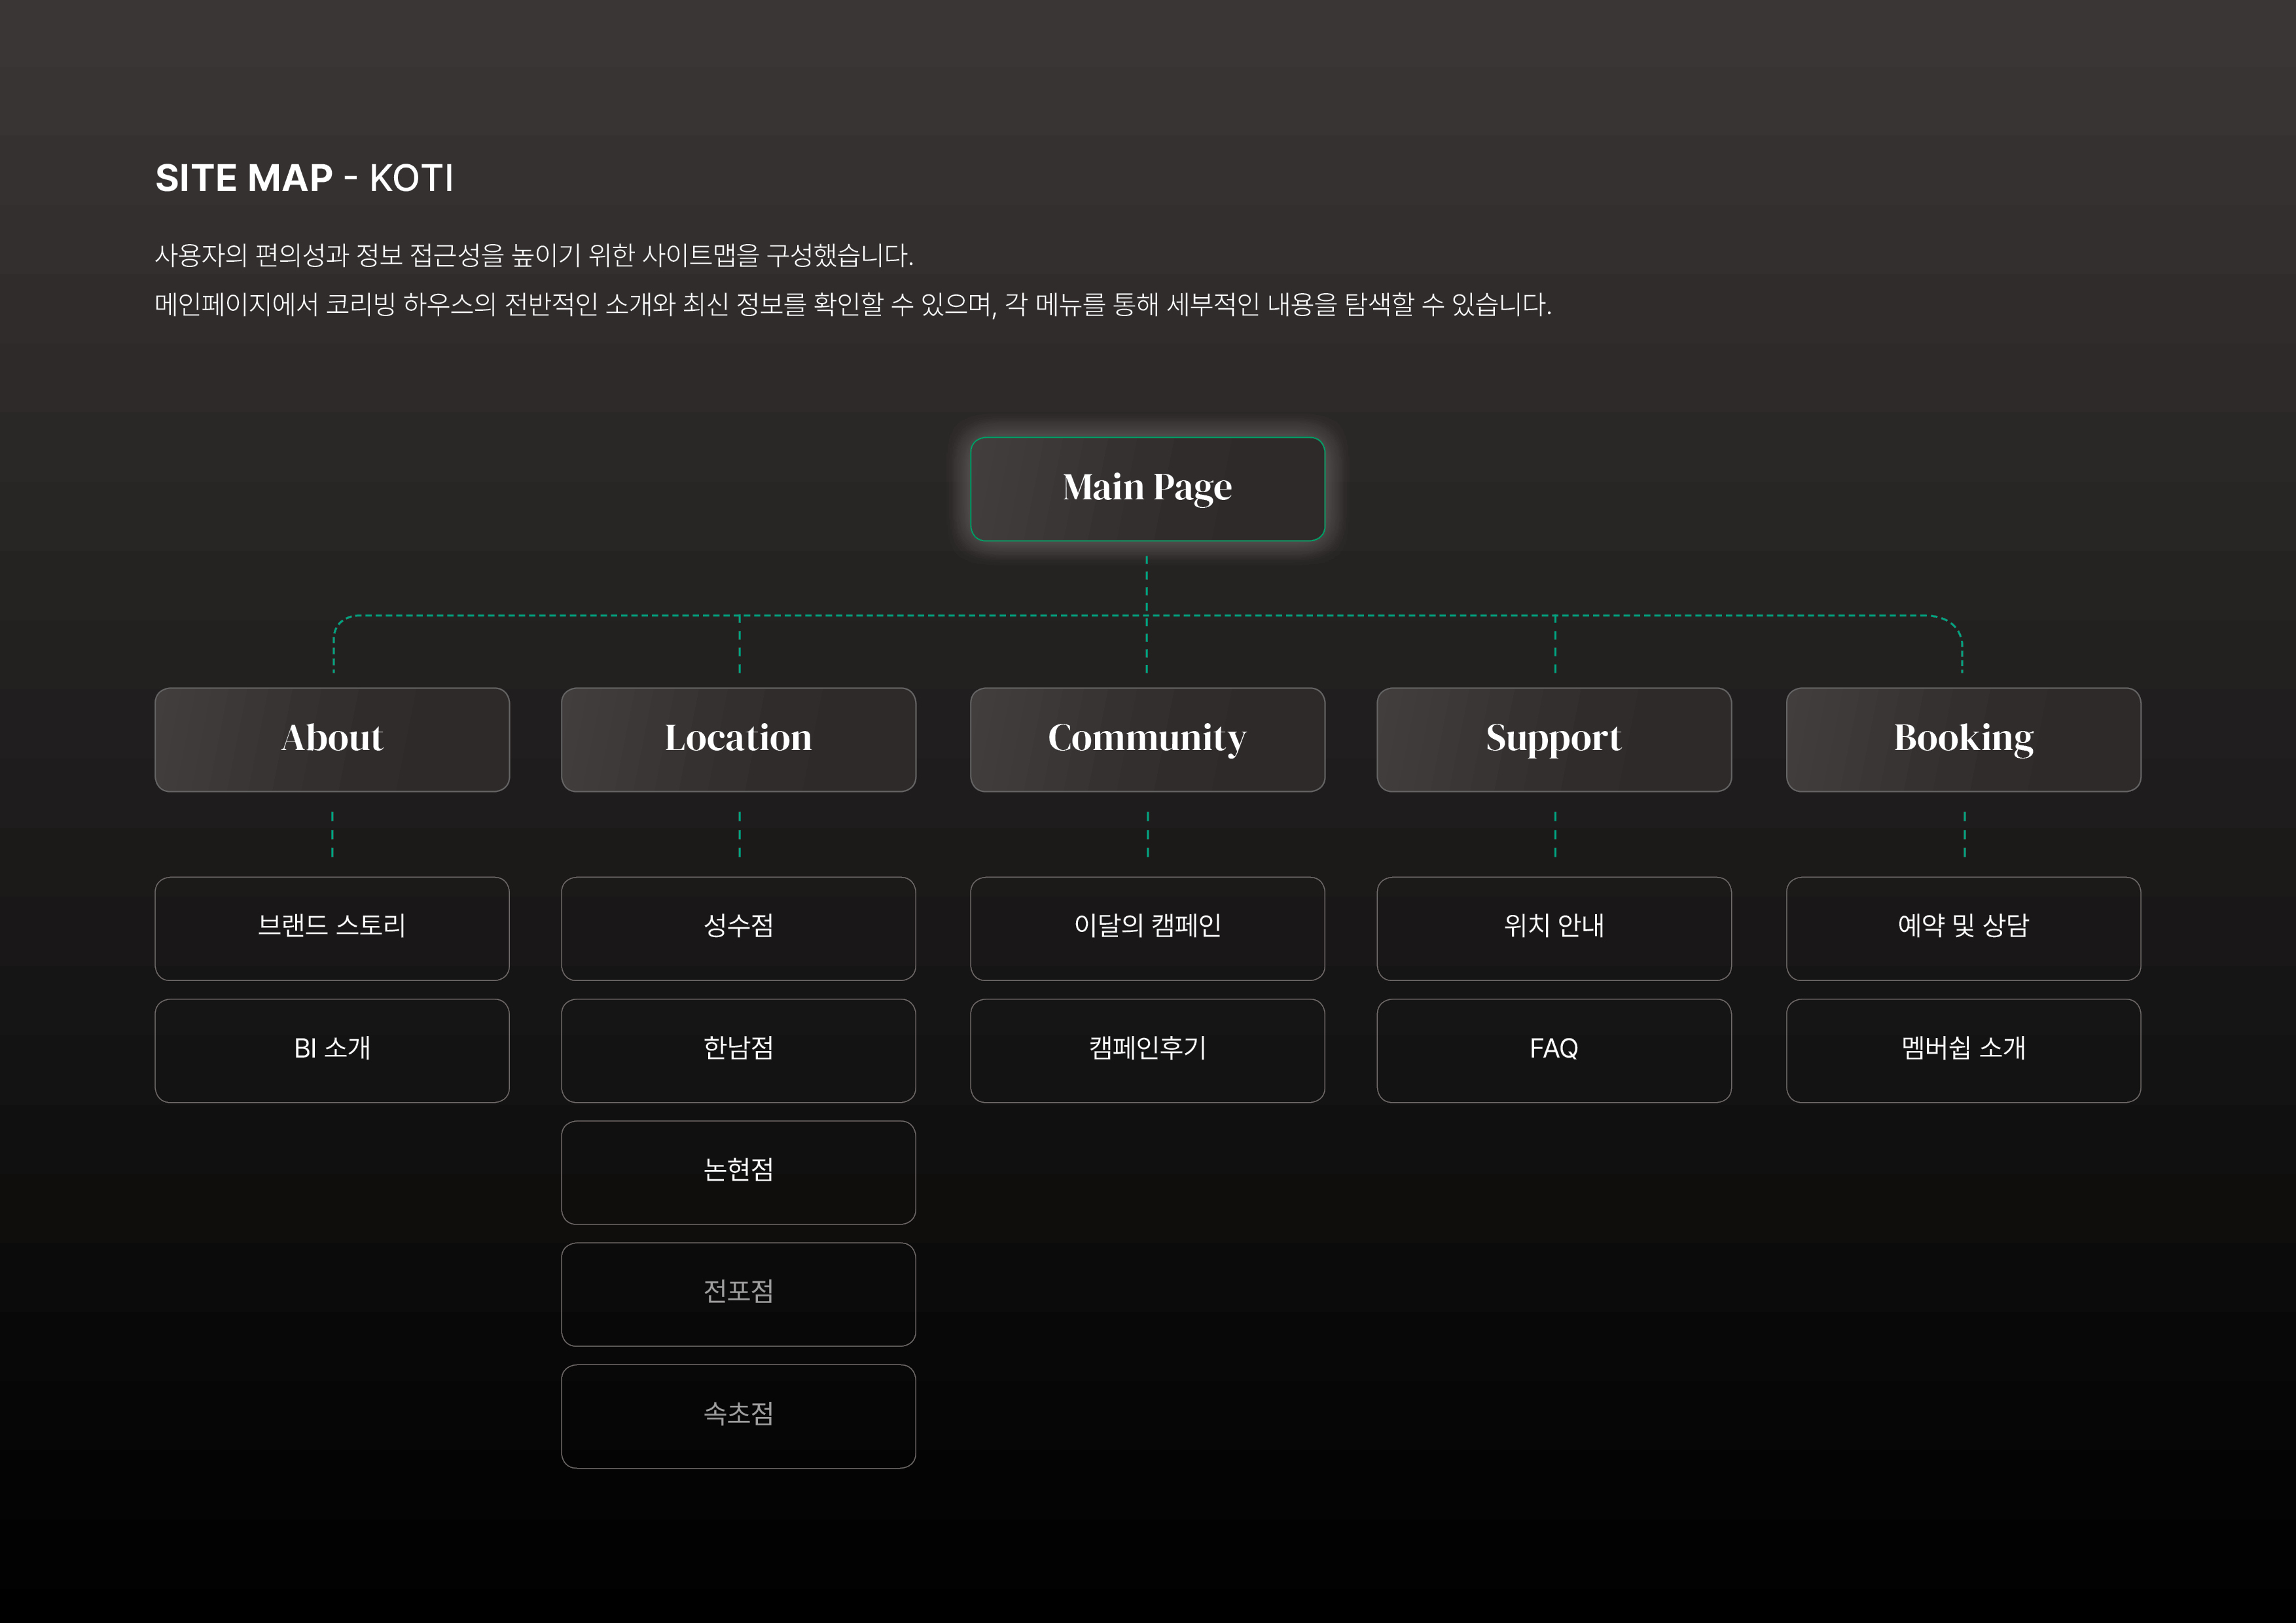 SITE MAP - KOTI
사용자의 편의성과 정보 접근성을 높이기 위한 사이트맵을 구성했습니다.
메인페이지에서 코리빙 하우스의 전반적인 소개와 최신 정보를 확인할 수 있으며, 각 메뉴를 통해 세부적인 내용을 탐색할 수 있습니다.
Main Page
About
Location
Community
Support
Booking
브랜드 스토리
성수점
이달의 캠페인
위치 안내
예약 및 상담
BI 소개
한남점
캠페인후기
FAQ
멤버쉽 소개
논현점
전포점
속초점